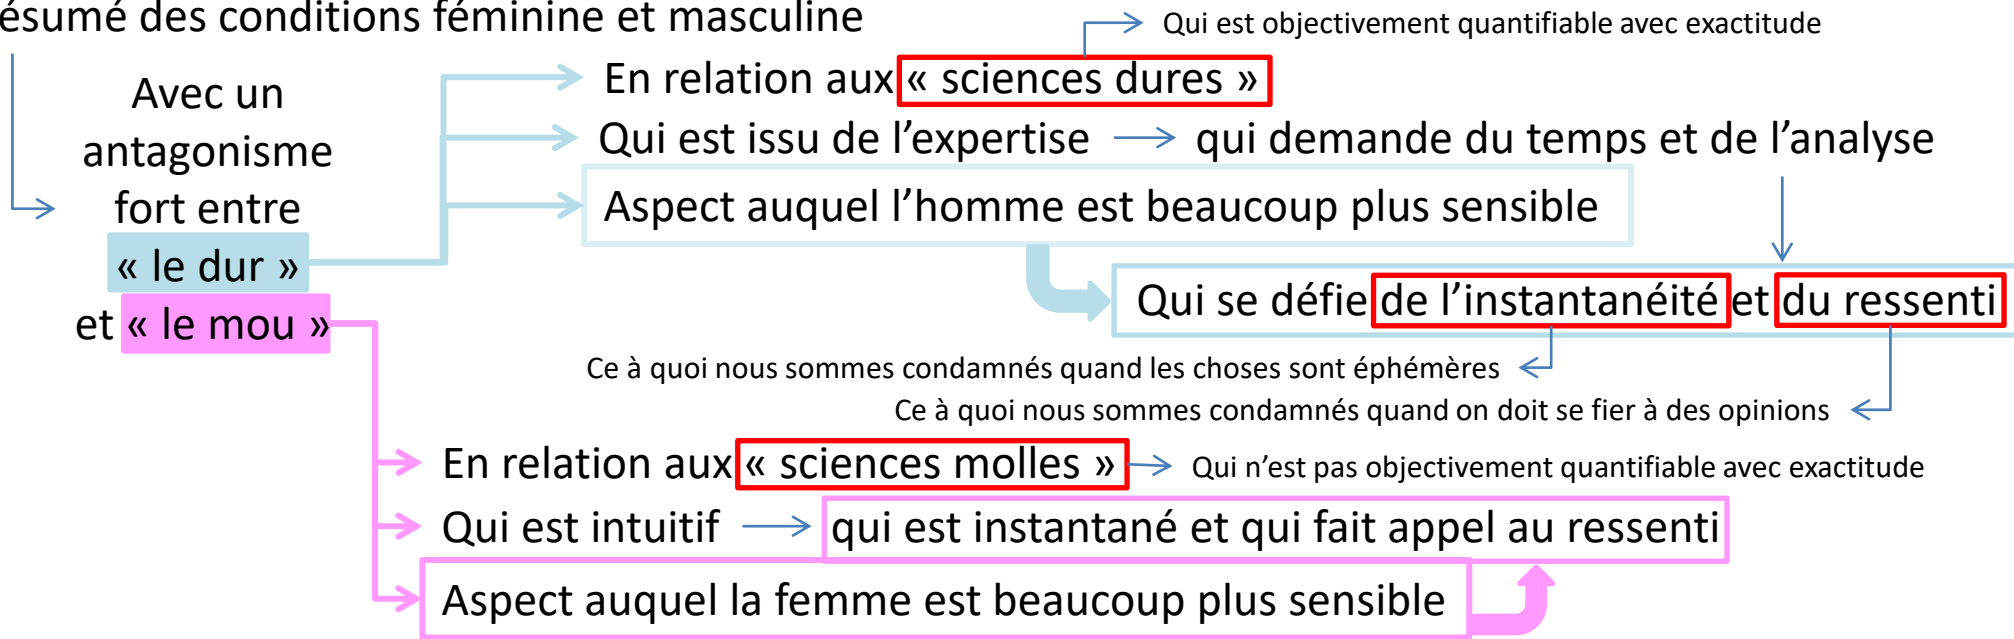 ésumé des conditions féminine et masculine
Qui est objectivement quantifiable avec exactitude
Avec un
antagonisme
fort entre
« le dur »
et « le mou »
En relation aux « sciences dures »
Qui est issu de l’expertise
qui demande du temps et de l’analyse
Aspect auquel l’homme est beaucoup plus sensible
Qui se défie de l’instantanéité et du ressenti
Ce à quoi nous sommes condamnés quand les choses sont éphémères
Ce à quoi nous sommes condamnés quand on doit se fier à des opinions
En relation aux « sciences molles »
Qui n’est pas objectivement quantifiable avec exactitude
Qui est intuitif
qui est instantané et qui fait appel au ressenti
Aspect auquel la femme est beaucoup plus sensible